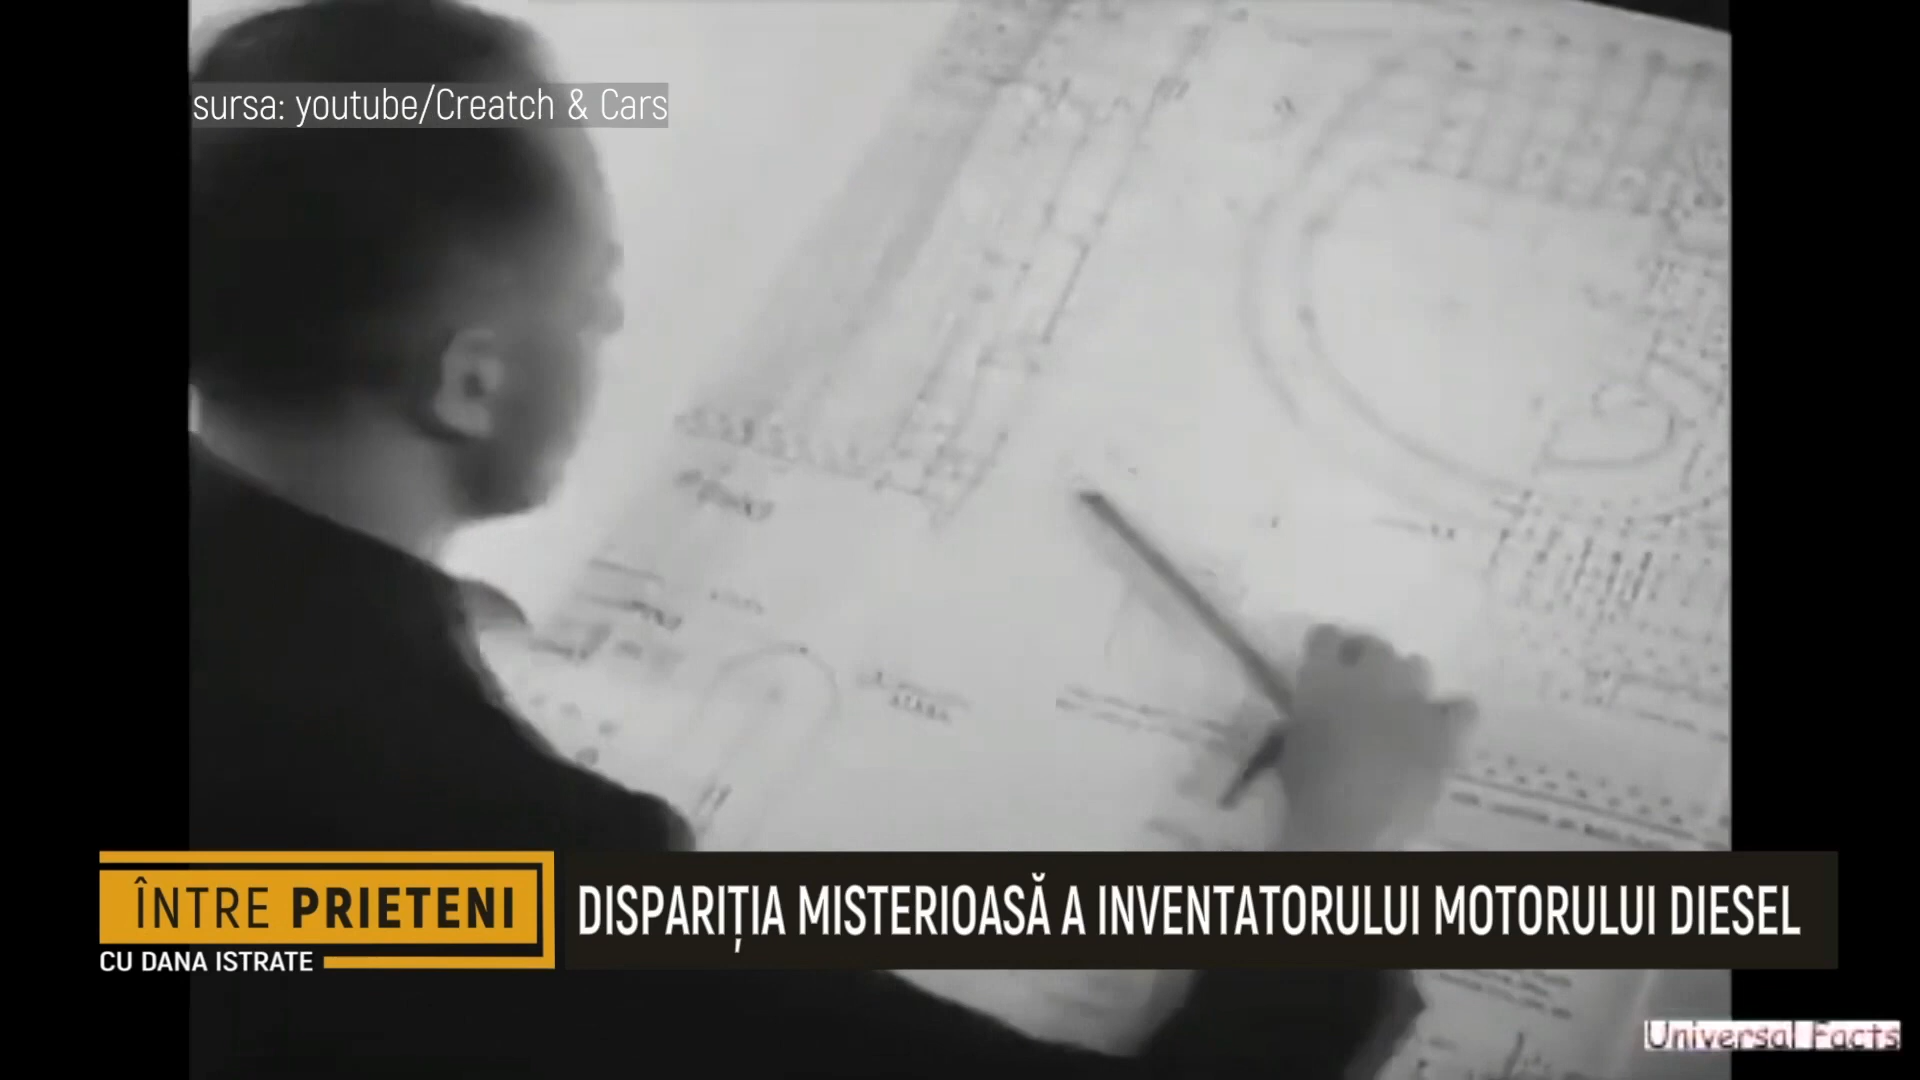 sursa: youtube/Creatch & Cars
ÎNTRE PRIETENI
CU DANA ISTRATE
DISPARIȚIA MISTERIOASĂ A INVENTATORULUI MOTORULUI DIESEL
Universal Facts